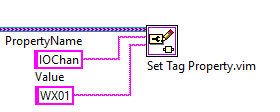 PropertyName
IOChan
Value
WX01
Set Tag Property.vim